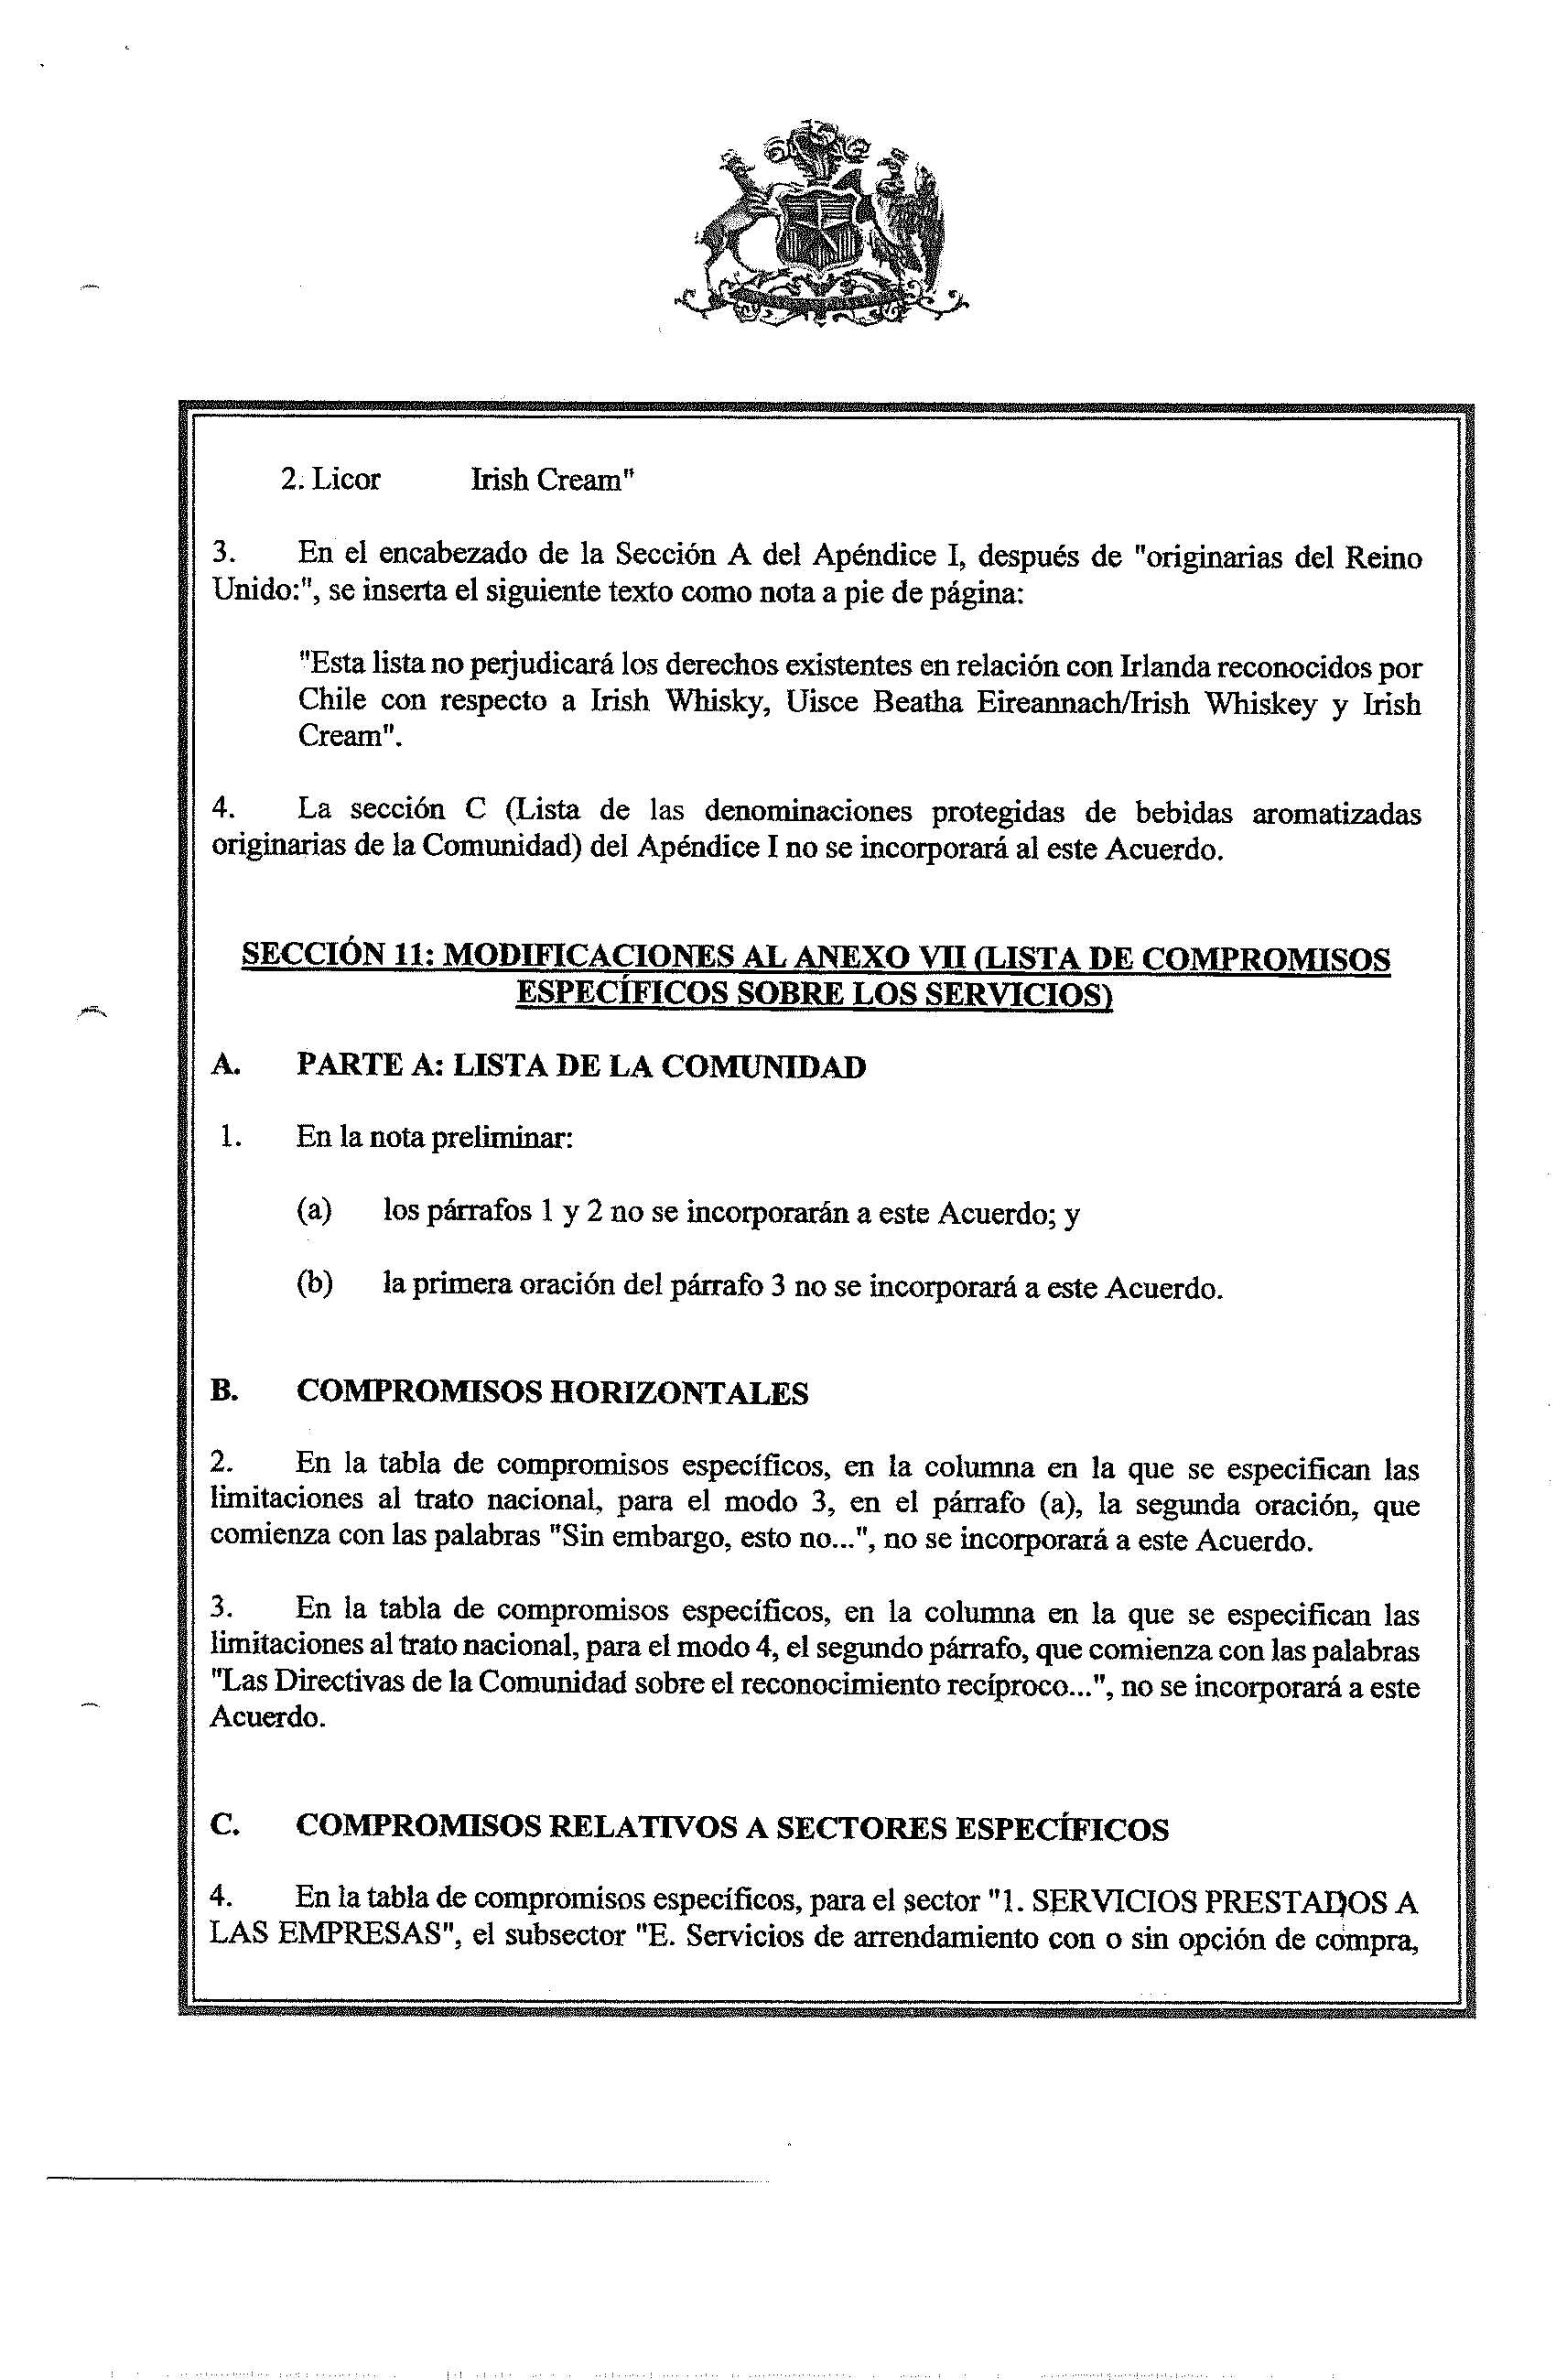 2. Licor Irish Cream"
3. En el encabezado de la Sección A del Apéndice I, después de "originarias del Reino
Unido:", se inserta el siguiente texto como nota a pie de página:
"Esta lista no perjudicará los derechos existentes en relación con Irlanda reconocidos por
Chile con respecto a Irish Whisky, Uisce Beatha Eireannach/Irish Whiskey y Irish
Cream".
4. La sección C (Lista de las denominaciones protegidas de bebidas aromatizadas
originarias de la Comunidad) del Apéndice I no se incorporará al este Acuerdo.
SECCIÓN 11: MODIFICACIONES AL ANEXO VII (LISTA DE COMPROMISOS
ESPECÍFICOS SOBRE LOS SERVICIOS)
A. PARTE A: LISTA DE LA COMUNIDAD
1. En la nota preliminar:
(a) los párrafos 1 y 2 no se incorporarán a este Acuerdo; y
(b) la primera oración del párrafo 3 no se incorporará a este Acuerdo.
B. COMPROMISOS HORIZONTALES
2. En la tabla de compromisos específicos, en la columna en la que se especifican las
limitaciones al trato nacional, para el modo 3, en el párrafo (a), la segunda oración, que
comienza con las palabras "Sin embargo, esto no...", no se incorporará a este Acuerdo.
3. En la tabla de compromisos específicos, en la columna en la que se especifican las
limitaciones al trato nacional, para el modo 4, el segundo párrafo, que comienza con las palabras
"Las Directivas de la Comunidad sobre el reconocimiento recíproco...", no se incorporará a este
Acuerdo.
C. COMPROMISOS RELATIVOS A SECTORES ESPECÍFICOS
4. En la tabla de compromisos específicos, para el sector "1. SERVICIOS PRESTADOS A
LAS EMPRESAS", el subsector "E. Servicios de arrendamiento con o sin opción de compra,